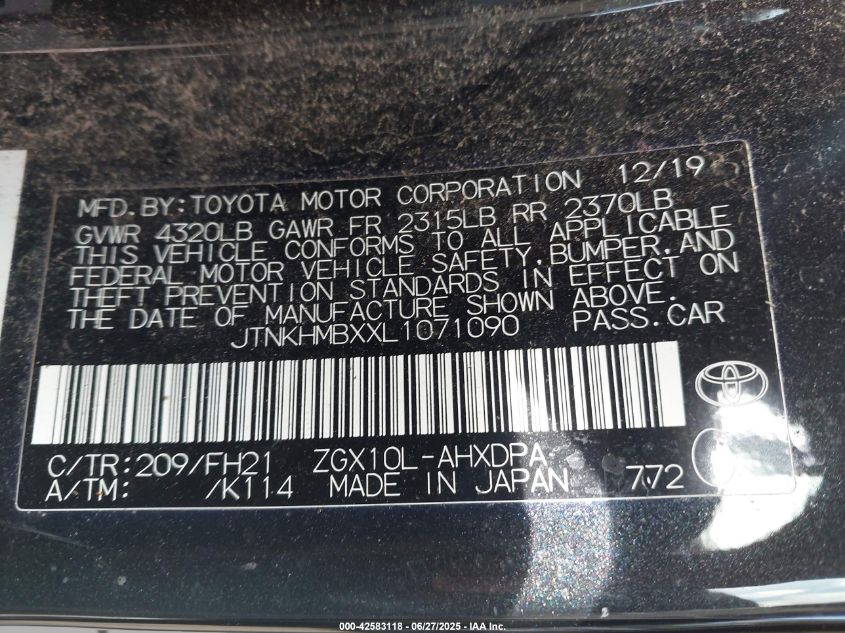 MFD.BY:TOYOTA MOTOR CORPORATION 12/19
GVWR 4320LB GAWR FR 2315LB RR 2370LB
THIS VEHICLE CONFORMS TO ALL APPLICABLE
FEDERAL MOTOR VEHICLE SAFETY,BUMPER,AND
THEFT PREVENTION STANDARDS IN EFFECT ON
THE DATE OF MANUFACTURE SHOWN ABOVE.
JTNKHMBXXL1071090 PASS.CAR
C/TR:209/FH21 ZGX10L-AHXDPA
A/TM: /K114 MADE IN JAPAN 772
000-42583118 - 06/27/2025 - IAA Inc.